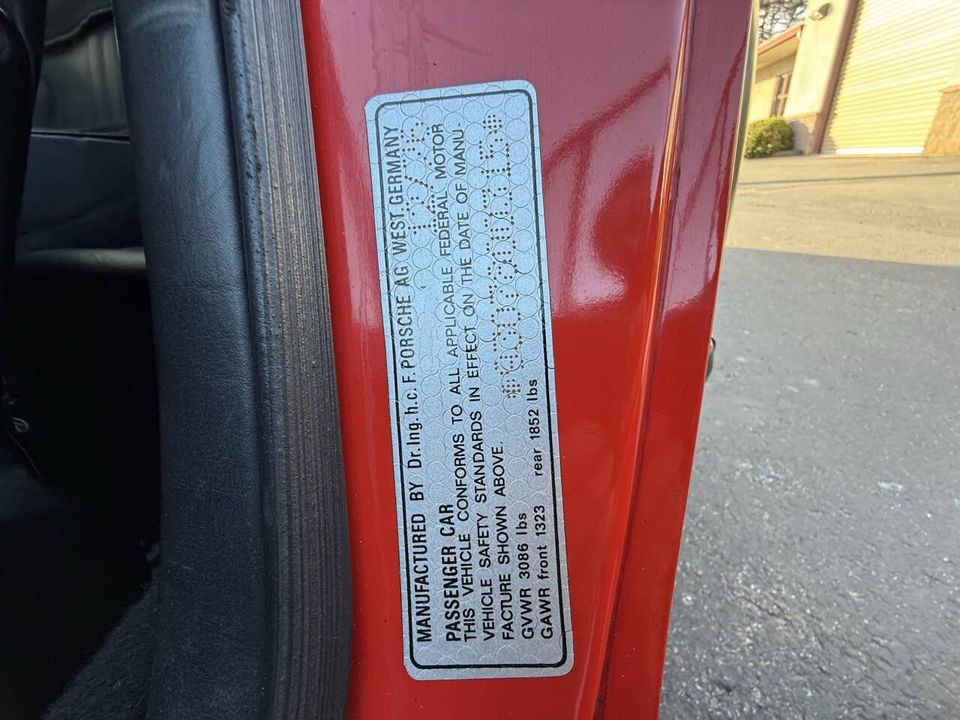 MANUFACTURED BY Dr. Ing. h.c. F. PORSCHE AG WEST GERMANY
PASSENGER CAR 12/75
THIS VEHICLE CONFORMS TO ALL APPLICABLE FEDERAL MOTOR
VEHICLE SAFETY STANDARDS IN EFFECT ON THE DATE OF MANU
FACTURE SHOWN ABOVE.
GVWR 3086 lbs
GAWR front 1323 rear 1852 lbs